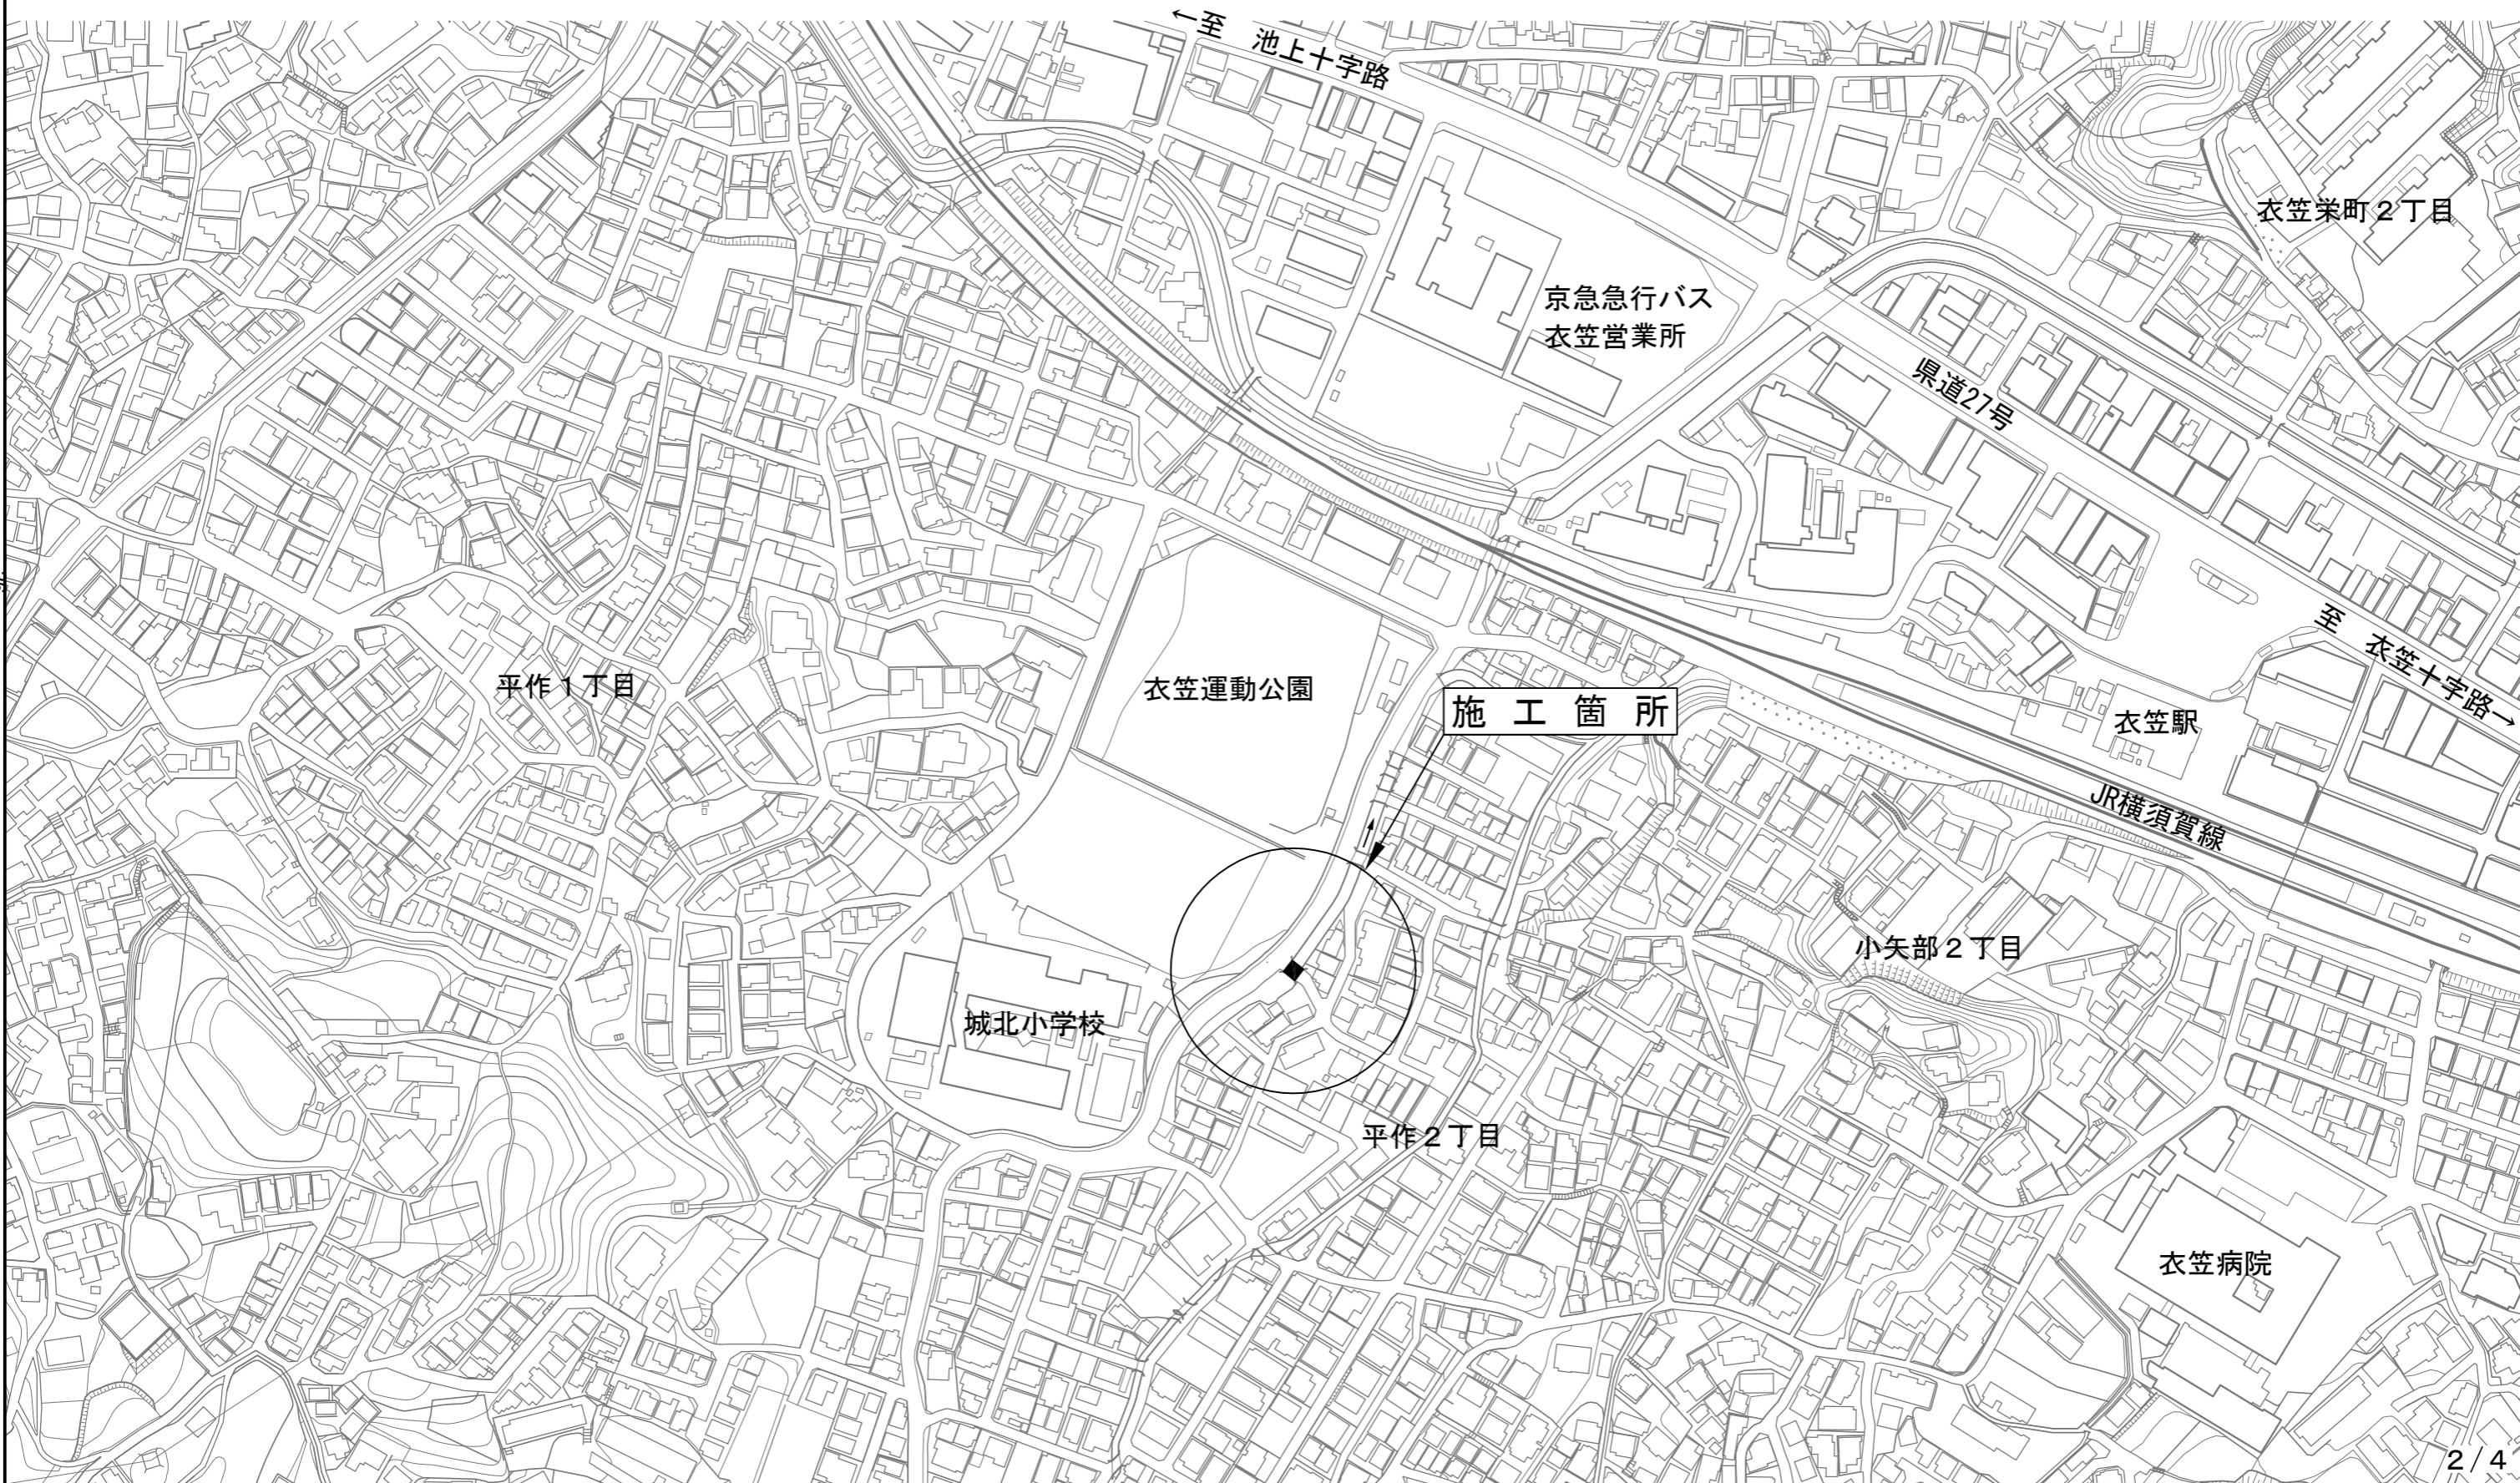 ←至 池上十字路
衣笠栄町２丁目
京急急行バス
衣笠営業所
県道27号
至 衣笠十字路→
平作１丁目
衣笠運動公園
施工箇所
衣笠駅
JR横須賀線
小矢部２丁目
城北小学校
平作２丁目
衣笠病院
2/4